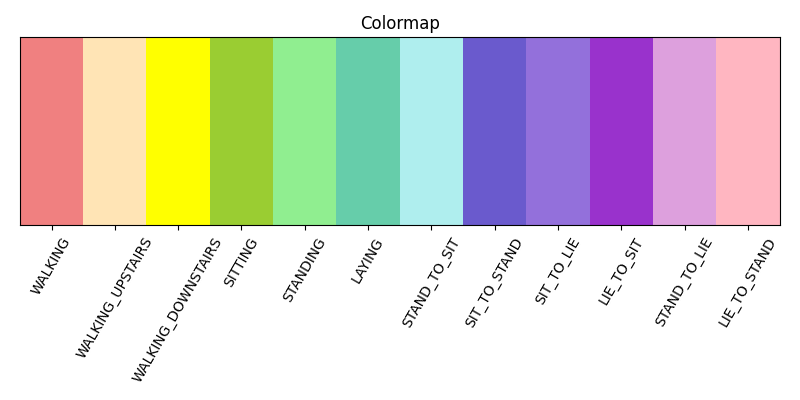 Colormap
WALKING
WALKING_UPSTAIRS
WALKING_DOWNSTAIRS
SITTING
STANDING
LAYING
STAND_TO_SIT
SIT_TO_STAND
SIT_TO_LIE
LIE_TO_SIT
STAND_TO_LIE
LIE_TO_STAND